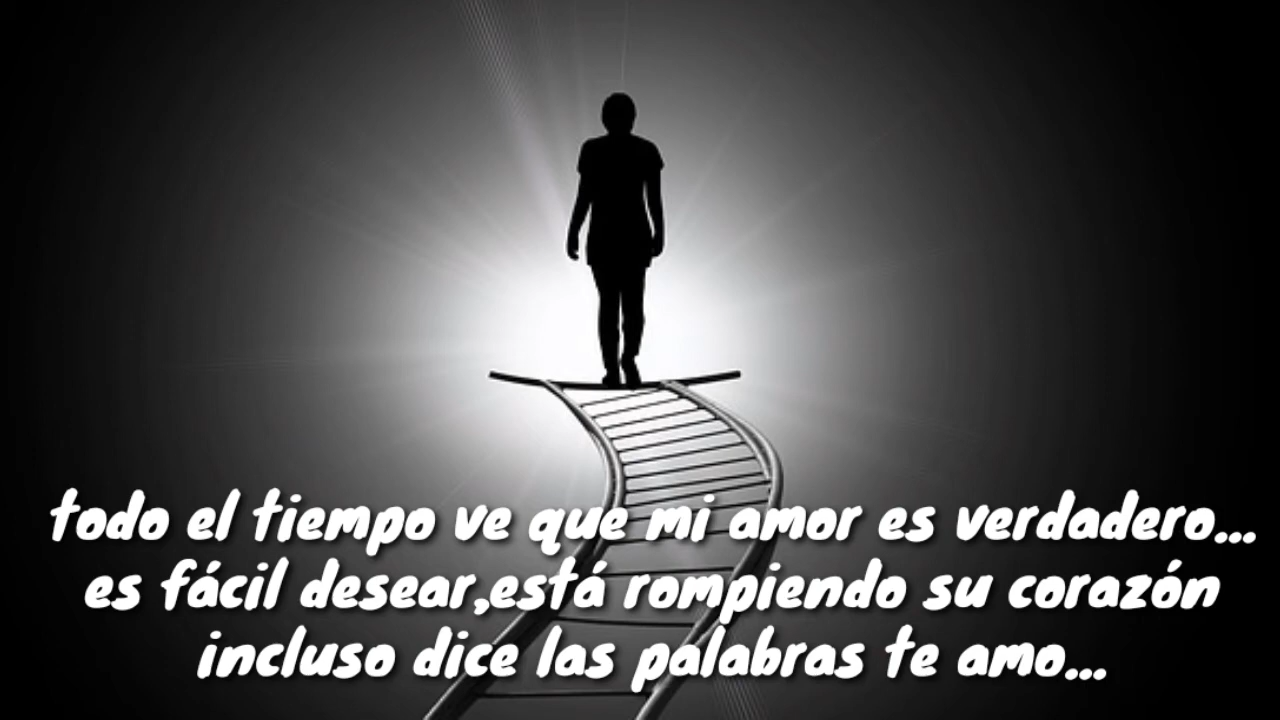 todo el tiempo ve que mi amor es verdadero...
es fácil desear,está rompiendo su corazón
incluso dice las palabras te amo...